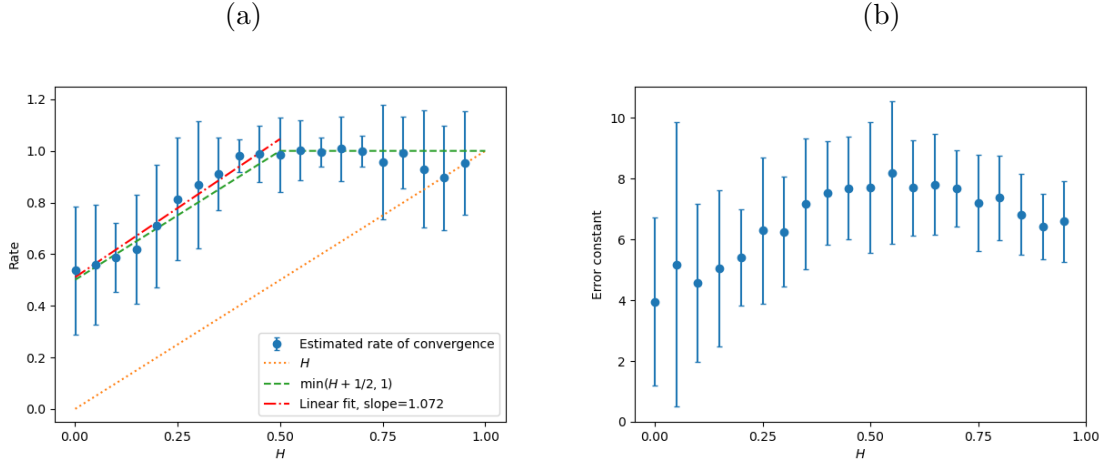 (a)
(b)
1.2
1.0
0.8
0.6
0.4
0.2
0.0
Rate
0.00
0.25
0.50
0.75
1.00
H
Estimated rate of convergence
H
min(H + 1/2, 1)
Linear fit, slope=1.072
10
8
6
4
2
0
Error constant
0.00
0.25
0.50
0.75
1.00
H